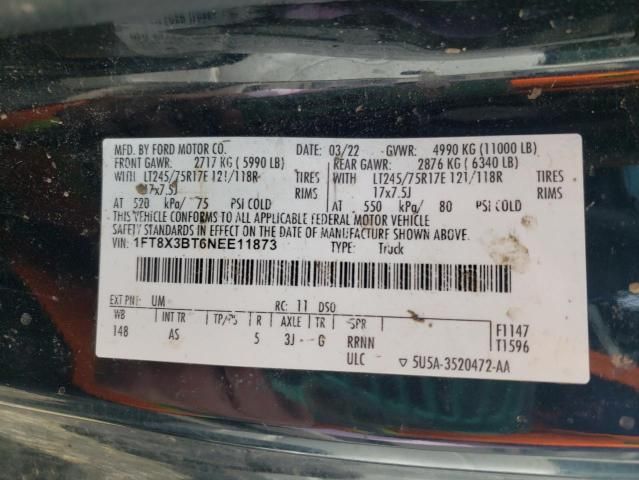 MFD. BY FORD MOTOR CO. DATE: 03/22 GVWR: 4990 KG (11000 LB)
FRONT GAWR: 2717 KG (5990 LB) REAR GAWR: 2876 KG (6340 LB)
WITH LT245/75R17E 121/118R TIRES WITH LT245/75R17E 121/118R TIRES
17x7.5J RIMS 17x7.5J RIMS
AT 520 kPa/ 75 PSI COLD AT 550 kPa/ 80 PSI COLD
THIS VEHICLE CONFORMS TO ALL APPLICABLE FEDERAL MOTOR VEHICLE
SAFETY STANDARDS IN EFFECT ON THE DATE OF MANUFACTURE SHOWN ABOVE.
VIN: 1FT8X3BT6NEE11873 TYPE: Truck
EXT PNT: UM RC: 11 DSO
WB INT TR TP/PS R AXLE TR SPR F1147
148 AS 5 3J G RRNN T1596
ULC ▽ 5U5A-3520472-AA